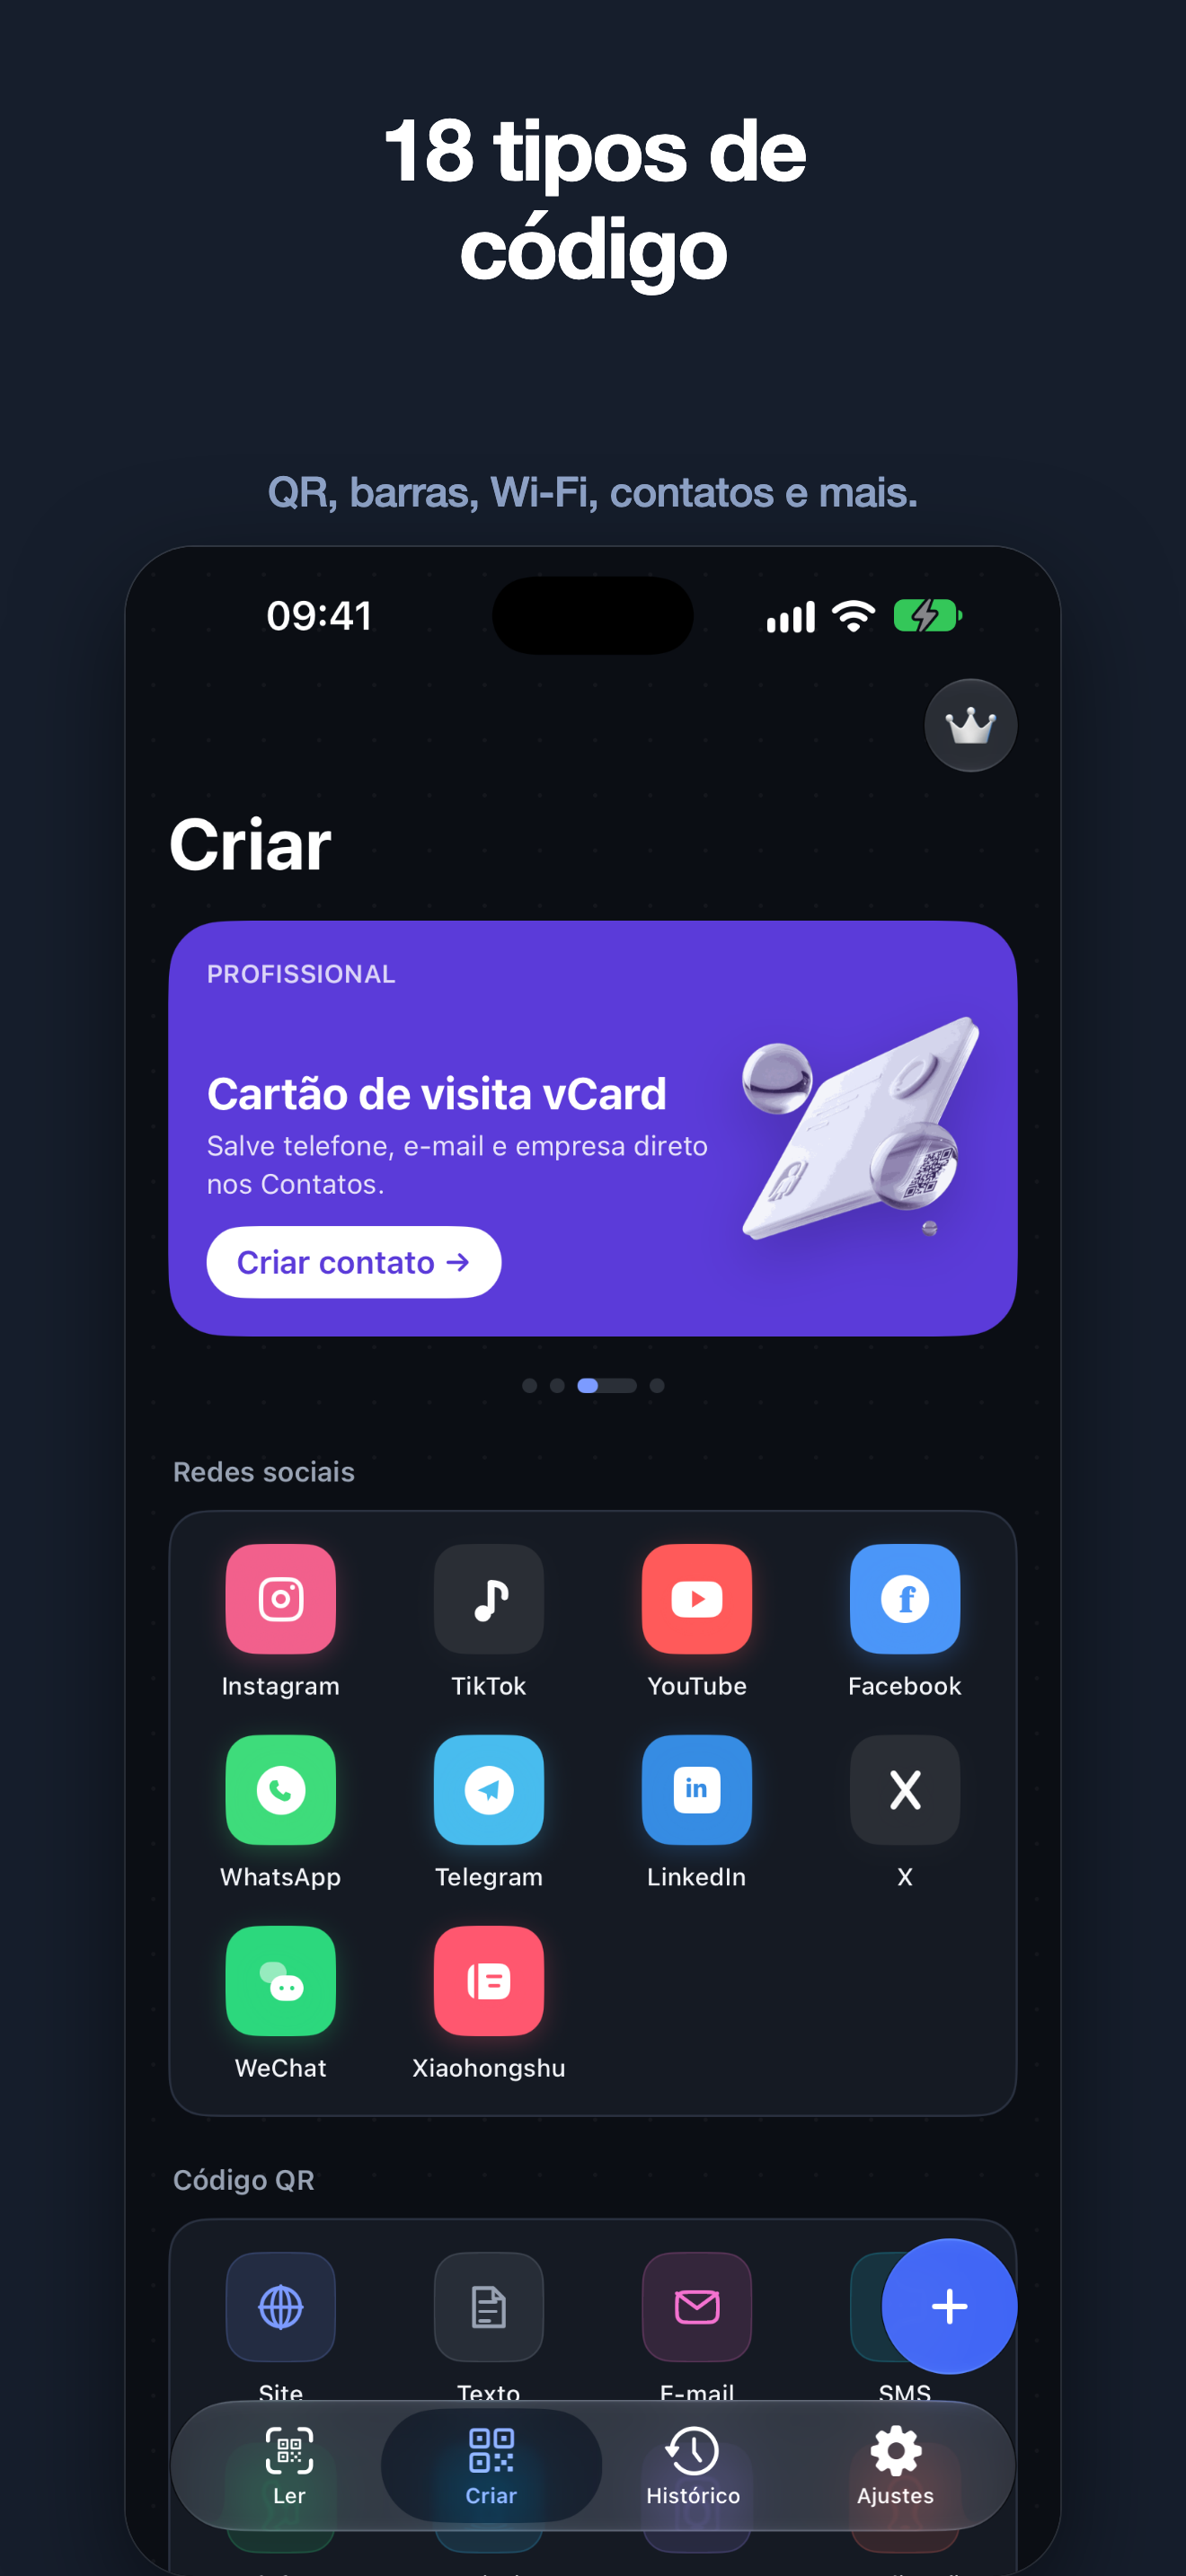 18 tipos de
código
QR, barras, Wi-Fi, contatos e mais.
09:41
Criar
PROFISSIONAL
Cartão de visita vCard
Salve telefone, e-mail e empresa direto
nos Contatos.
Criar contato →
Redes sociais
Instagram TikTok YouTube Facebook
WhatsApp Telegram LinkedIn X
WeChat Xiaohongshu
Código QR
Site Texto E-mail SMS
Ler Criar Histórico Ajustes